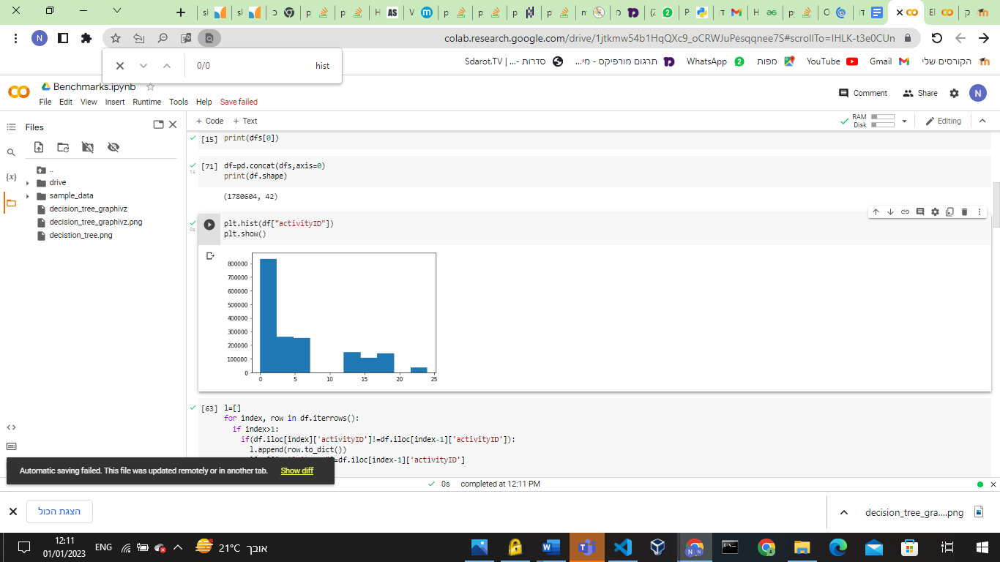 colab.research.google.com/drive/1jtkmw54b1HqQXc9_oCRWJuPesqqnee7S#scrollTo=IHLK-t3e0CUn
N
0/0 hist
Sdarot.TV | סדרות -...
תרגום מורפיקס - מי...
WhatsApp
מפות
YouTube
Gmail
הקורסים שלי
Benchmarks.ipynb
File Edit View Insert Runtime Tools Help Save failed
Comment Share N
Files
+ Code + Text
RAM
Disk
Editing
..
drive
sample_data
decision_tree_graphivz
decision_tree_graphivz.png
decistion_tree.png
[15] print(dfs[0])
[71] df=pd.concat(dfs,axis=0)
1s
print(df.shape)
(1780604, 42)
plt.hist(df["activityID"])
0s
plt.show()
800000
700000
600000
500000
400000
300000
200000
100000
0
0 5 10 15 20 25
[63] l=[]
for index, row in df.iterrows():
if index>1:
if(df.iloc[index]['activityID']!=df.iloc[index-1]['activityID']):
l.append(row.to_dict())
=df.iloc[index-1]['activityID']
Automatic saving failed. This file was updated remotely or in another tab. Show diff
0s completed at 12:11 PM
הצגת הכול
decision_tree_gra....png
12:11
01/01/2023
ENG
21°C אובך